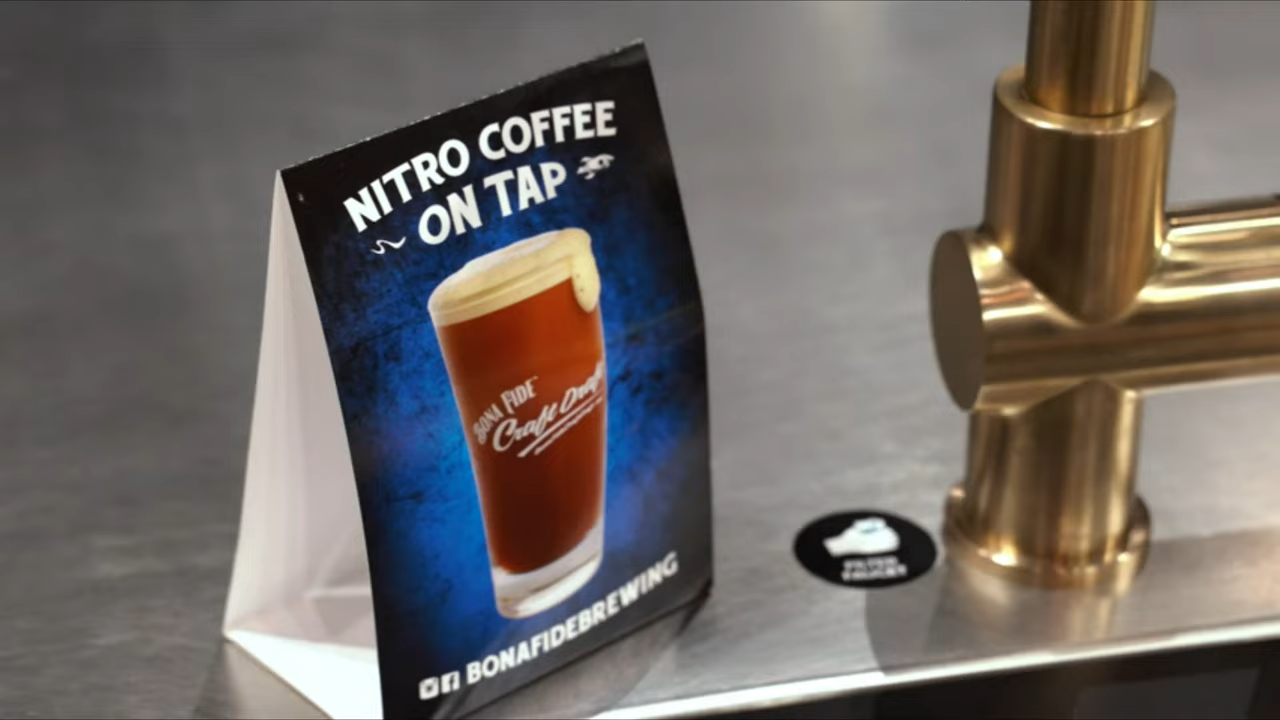 NITRO COFFEE
ON TAP
BONA FIDE
Craft Draft
BONAFIDEBREWING